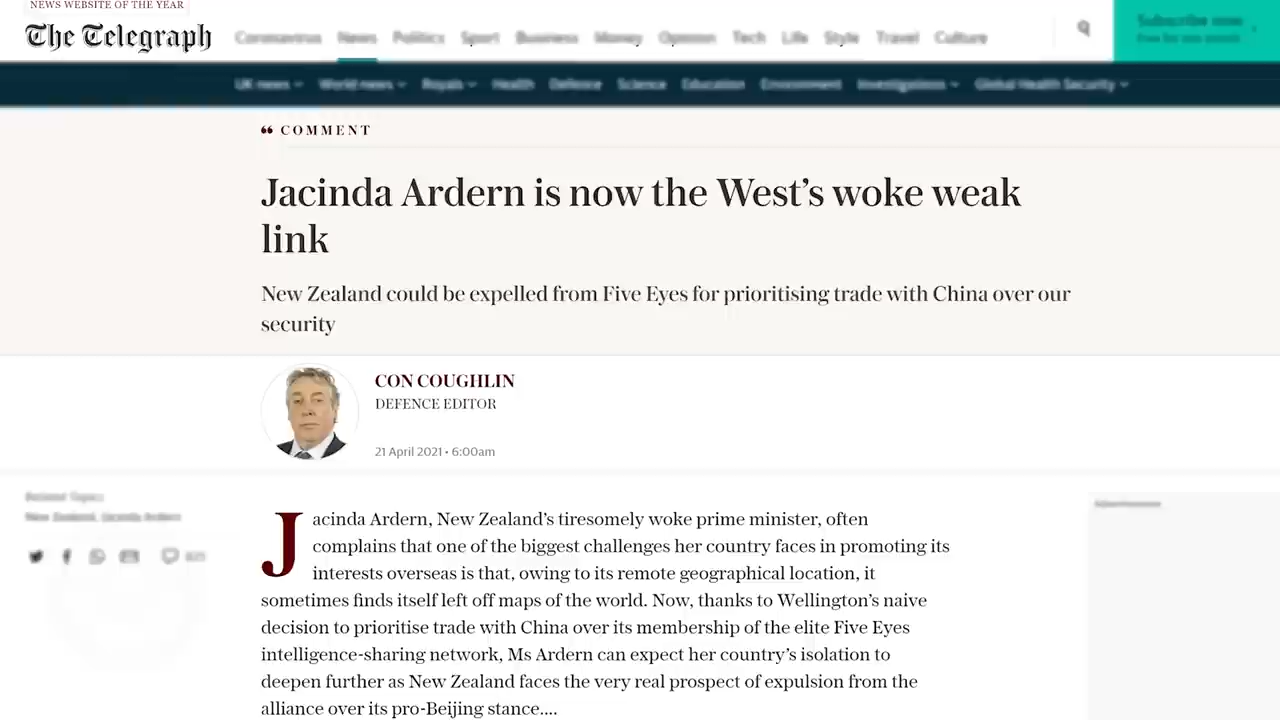 NEWS WEBSITE OF THE YEAR
The Telegraph
Coronavirus News Politics Sport Business Money Opinion Tech Life Style Travel Culture
Subscribe now
UK news World news Royals Health Defence Science Education Environment Investigations Global Health Security
COMMENT
Jacinda Ardern is now the West's woke weak
link
New Zealand could be expelled from Five Eyes for prioritising trade with China over our
security
CON COUGHLIN
DEFENCE EDITOR
21 April 2021 • 6:00am
Related Topics
New Zealand, Jacinda Ardern
Advertisement
Jacinda Ardern, New Zealand's tiresomely woke prime minister, often
complains that one of the biggest challenges her country faces in promoting its
interests overseas is that, owing to its remote geographical location, it
sometimes finds itself left off maps of the world. Now, thanks to Wellington's naive
decision to prioritise trade with China over its membership of the elite Five Eyes
intelligence-sharing network, Ms Ardern can expect her country's isolation to
deepen further as New Zealand faces the very real prospect of expulsion from the
alliance over its pro-Beijing stance....